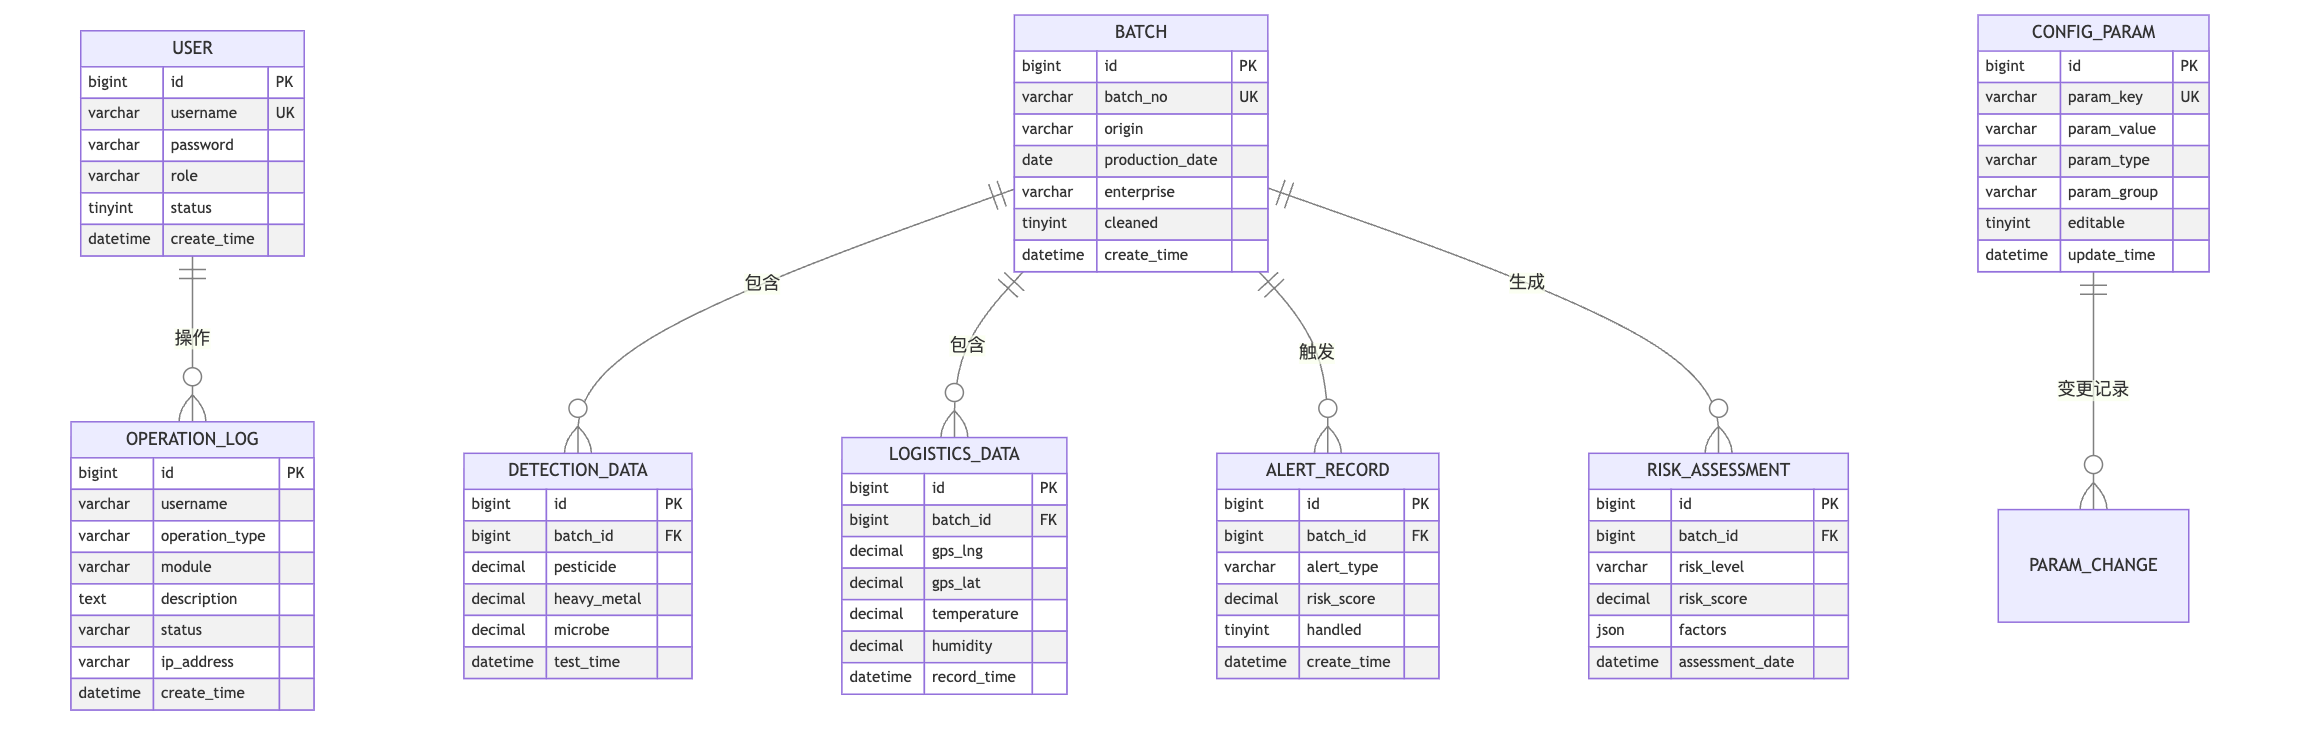 USER
bigint id PK
varchar username UK
varchar password
varchar role
tinyint status
datetime create_time
操作
OPERATION_LOG
bigint id PK
varchar username
varchar operation_type
varchar module
text description
varchar status
varchar ip_address
datetime create_time
BATCH
bigint id PK
varchar batch_no UK
varchar origin
date production_date
varchar enterprise
tinyint cleaned
datetime create_time
包含
包含
触发
生成
DETECTION_DATA
bigint id PK
bigint batch_id FK
decimal pesticide
decimal heavy_metal
decimal microbe
datetime test_time
LOGISTICS_DATA
bigint id PK
bigint batch_id FK
decimal gps_lng
decimal gps_lat
decimal temperature
decimal humidity
datetime record_time
ALERT_RECORD
bigint id PK
bigint batch_id FK
varchar alert_type
decimal risk_score
tinyint handled
datetime create_time
RISK_ASSESSMENT
bigint id PK
bigint batch_id FK
varchar risk_level
decimal risk_score
json factors
datetime assessment_date
CONFIG_PARAM
bigint id PK
varchar param_key UK
varchar param_value
varchar param_type
varchar param_group
tinyint editable
datetime update_time
变更记录
PARAM_CHANGE